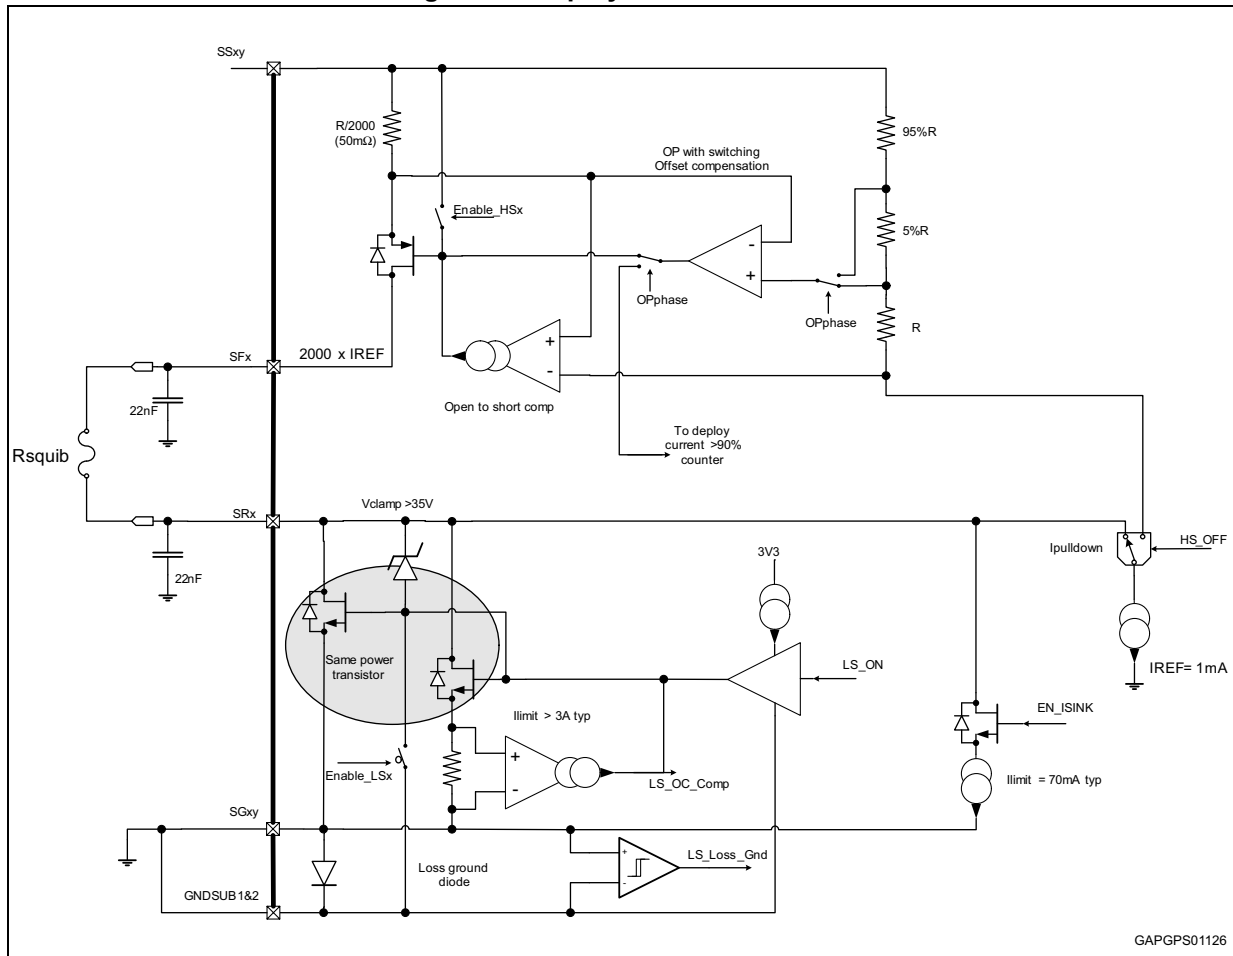 SSxy
R/2000
(50mΩ)
95%R
OP with switching
Offset compensation
Enable_HSx
5%R
-
+
OPphase
OPphase
R
SFx
2000 x IREF
+
-
22nF
Open to short comp
To deploy
current >90%
counter
Rsquib
Vclamp >35V
SRx
3V3
Ipulldown
HS_OFF
22nF
Same power
transistor
LS_ON
IREF= 1mA
Ilimit > 3A typ
EN_ISINK
+
-
Enable_LSx
LS_OC_Comp
Ilimit = 70mA typ
SGxy
Loss ground
diode
+
-
LS_Loss_Gnd
GNDSUB1&2
GAPGPS01126